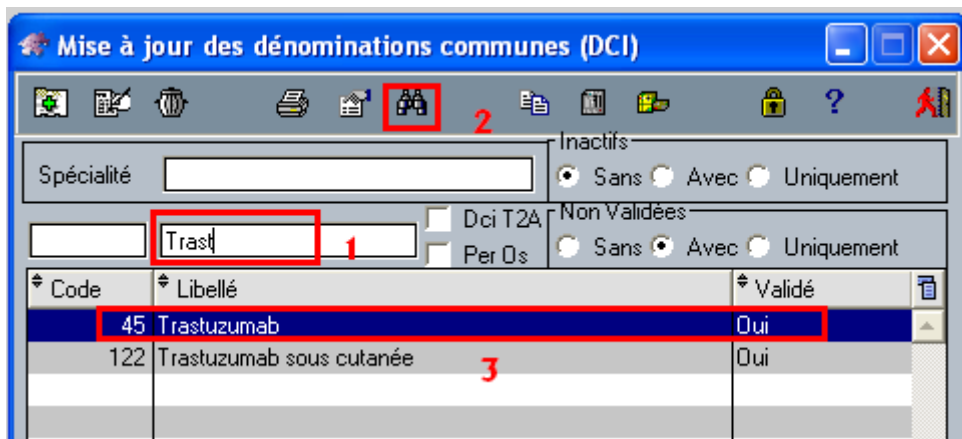 Mise à jour des dénominations communes (DCI)
2 ?
Inactifs
Spécialité Sans Avec Uniquement
Dci T2A Non Validées
Trast 1 Per Os Sans Avec Uniquement
Code Libellé Validé
45 Trastuzumab Oui
122 Trastuzumab sous cutanée Oui
3